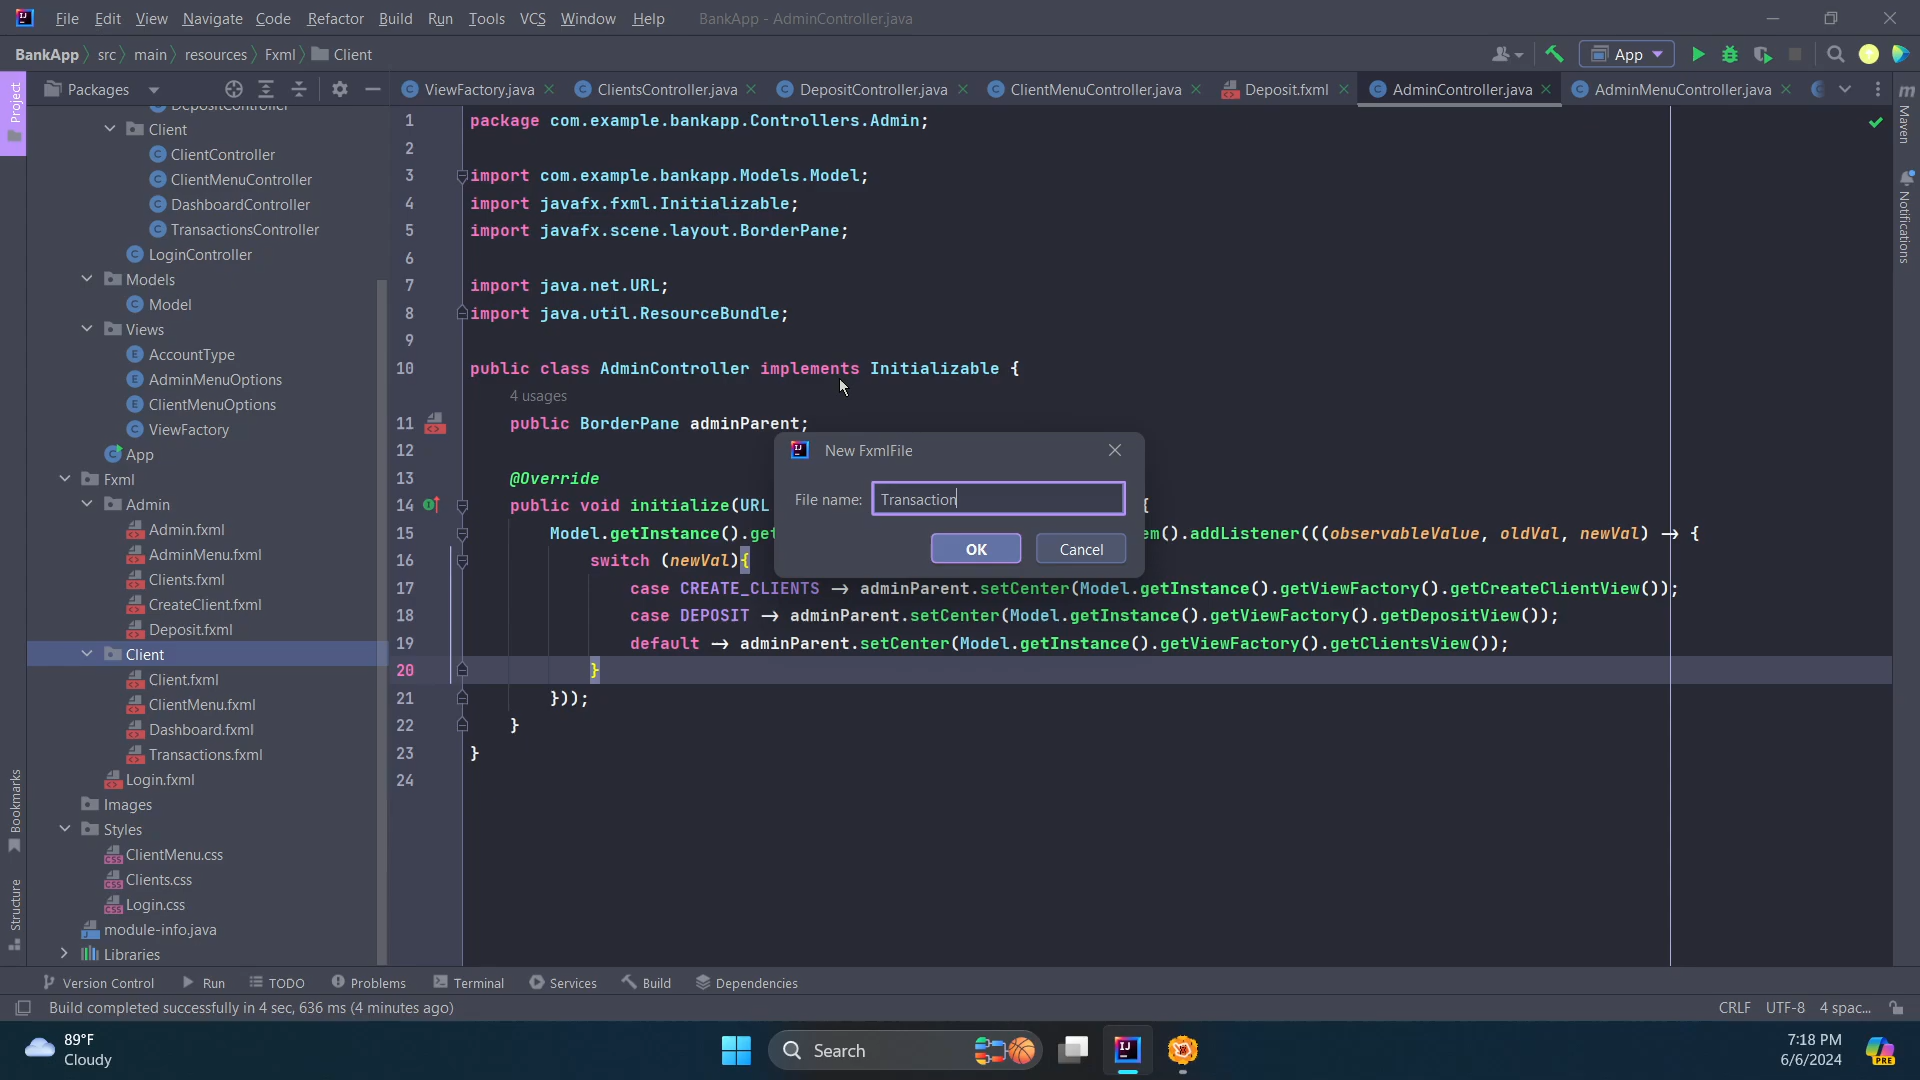 File Edit View Navigate Code Refactor Build Run Tools VCS Window Help BankApp - AdminController.java
BankApp src main resources Fxml Client App
Project
Packages
ViewFactory.java ClientsController.java DepositController.java ClientMenuController.java Deposit.fxml AdminController.java AdminMenuController.java
DepositController
Client
ClientController
ClientMenuController
DashboardController
TransactionsController
LoginController
Models
Model
Views
AccountType
AdminMenuOptions
ClientMenuOptions
ViewFactory
App
Fxml
Admin
Admin.fxml
AdminMenu.fxml
Clients.fxml
CreateClient.fxml
Deposit.fxml
Client
Client.fxml
ClientMenu.fxml
Dashboard.fxml
Transactions.fxml
Login.fxml
Images
Styles
ClientMenu.css
Clients.css
Login.css
module-info.java
Libraries
1 package com.example.bankapp.Controllers.Admin;
2
3 import com.example.bankapp.Models.Model;
4 import javafx.fxml.Initializable;
5 import javafx.scene.layout.BorderPane;
6
7 import java.net.URL;
8 import java.util.ResourceBundle;
9
10 public class AdminController implements Initializable {
4 usages
11 public BorderPane adminParent;
12
13 @Override
14 public void initialize(URL {
15 Model.getInstance().get em().addListener(((observableValue, oldVal, newVal) → {
16 switch (newVal){
17 case CREATE_CLIENTS → adminParent.setCenter(Model.getInstance().getViewFactory().getCreateClientView());
18 case DEPOSIT → adminParent.setCenter(Model.getInstance().getViewFactory().getDepositView());
19 default → adminParent.setCenter(Model.getInstance().getViewFactory().getClientsView());
20 }
21 }));
22 }
23 }
24
New FxmlFile
File name: Transaction
OK Cancel
Maven
Notifications
Bookmarks
Structure
Version Control Run TODO Problems Terminal Services Build Dependencies
Build completed successfully in 4 sec, 636 ms (4 minutes ago) CRLF UTF-8 4 spac...
89°F
Cloudy
Search
7:18 PM
6/6/2024
PRE